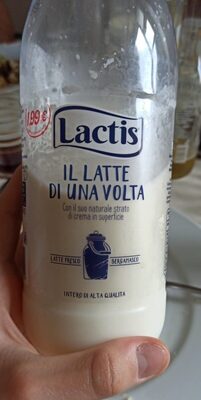 1,99 €
Lactis
IL LATTE
DI UNA VOLTA
Con il suo naturale strato
di crema in superficie
LATTE FRESCO BERGAMASCO
INTERO DI ALTA QUALITÀ